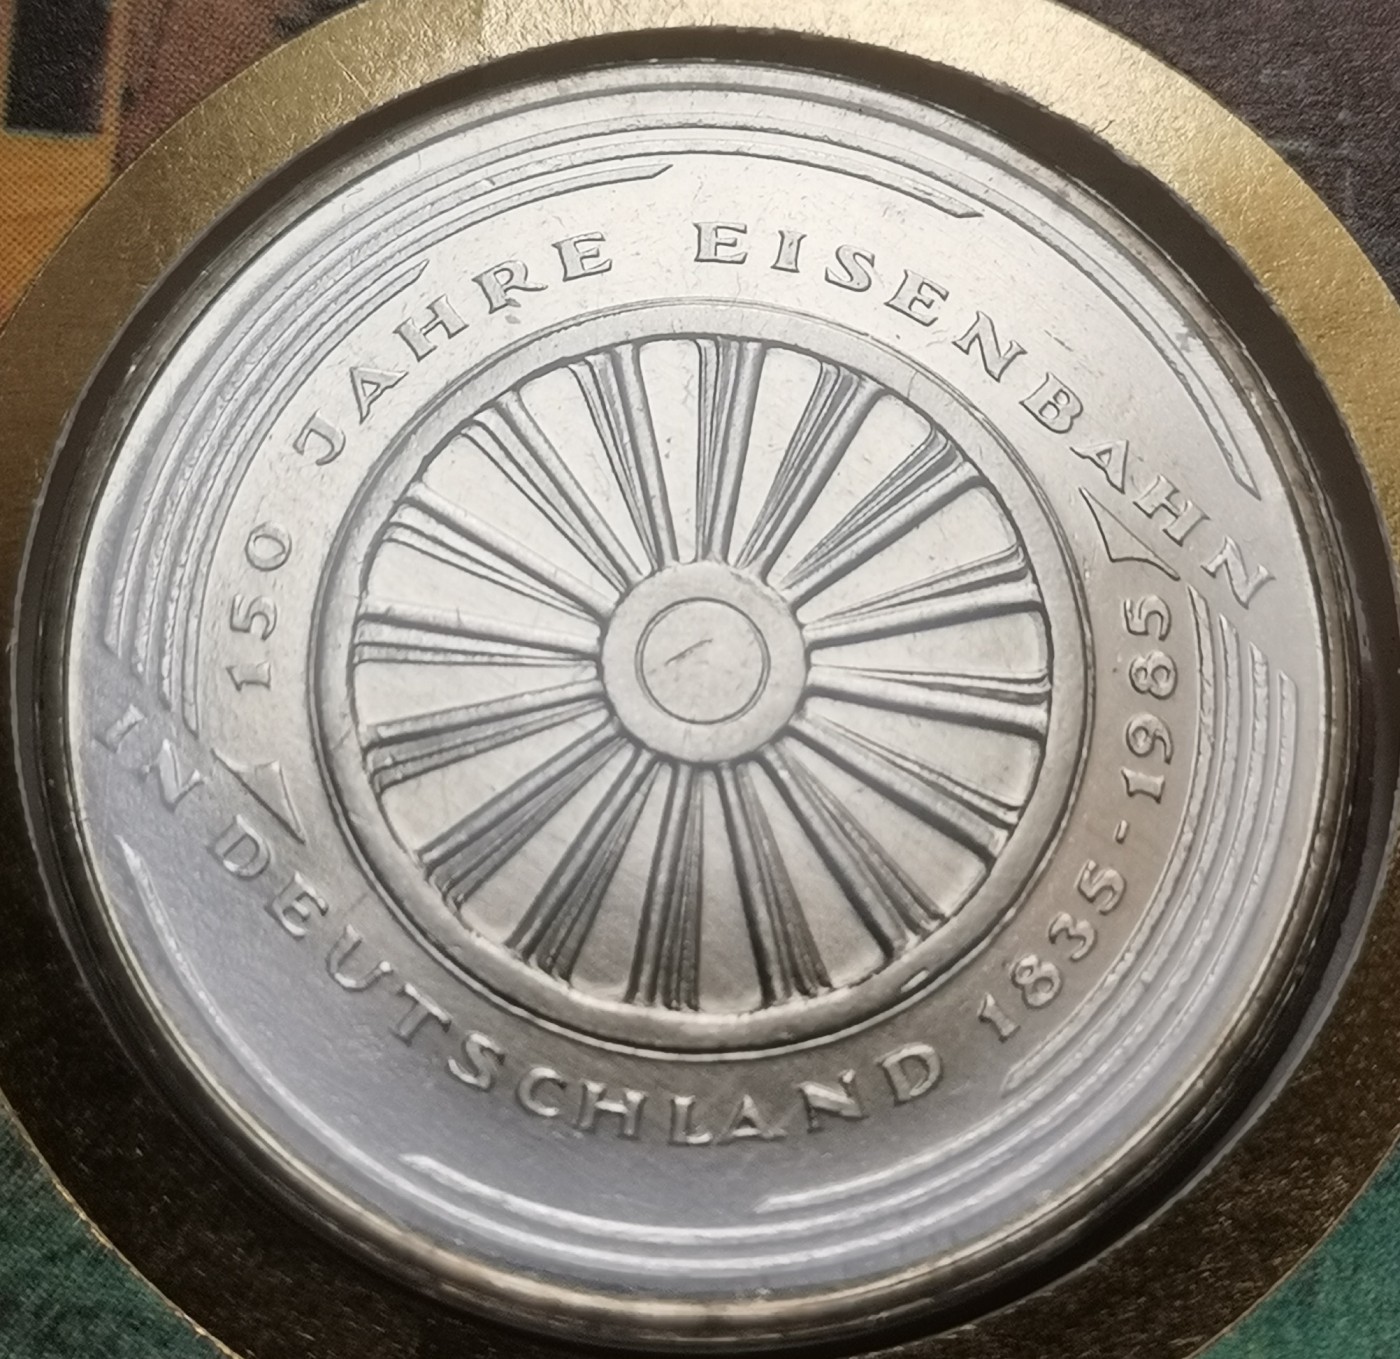 150 JAHRE EISENBAHN
IN DEUTSCHLAND 1835-1985